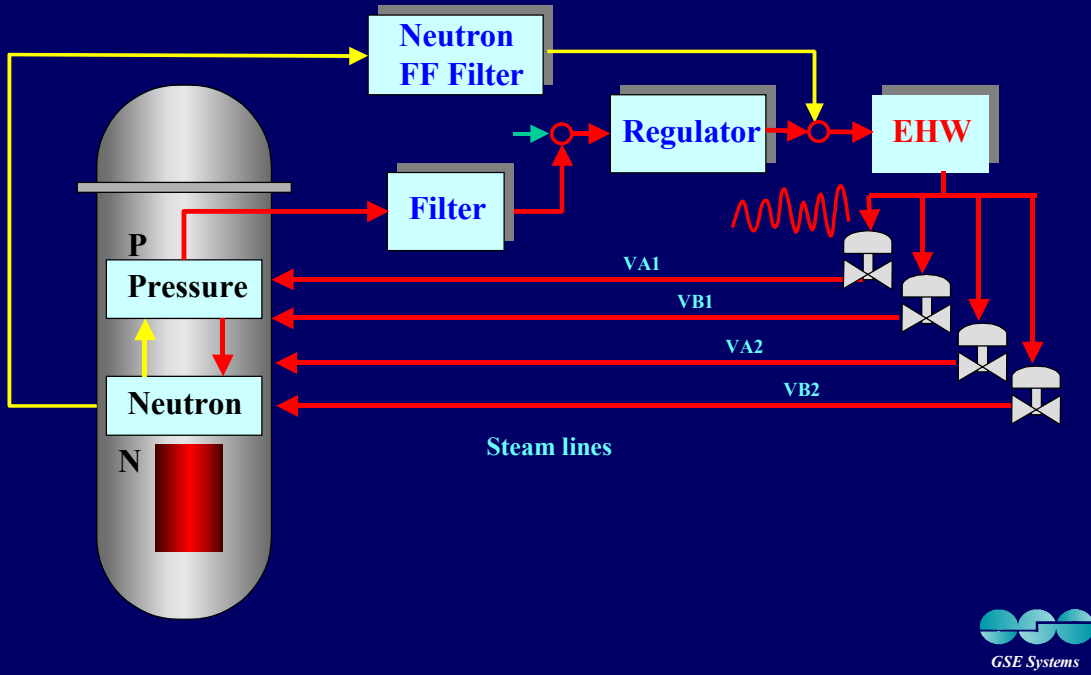 Neutron
FF Filter
Regulator
EHW
Filter
P
Pressure
VA1
VB1
VA2
Neutron
VB2
N
Steam lines
GSE Systems